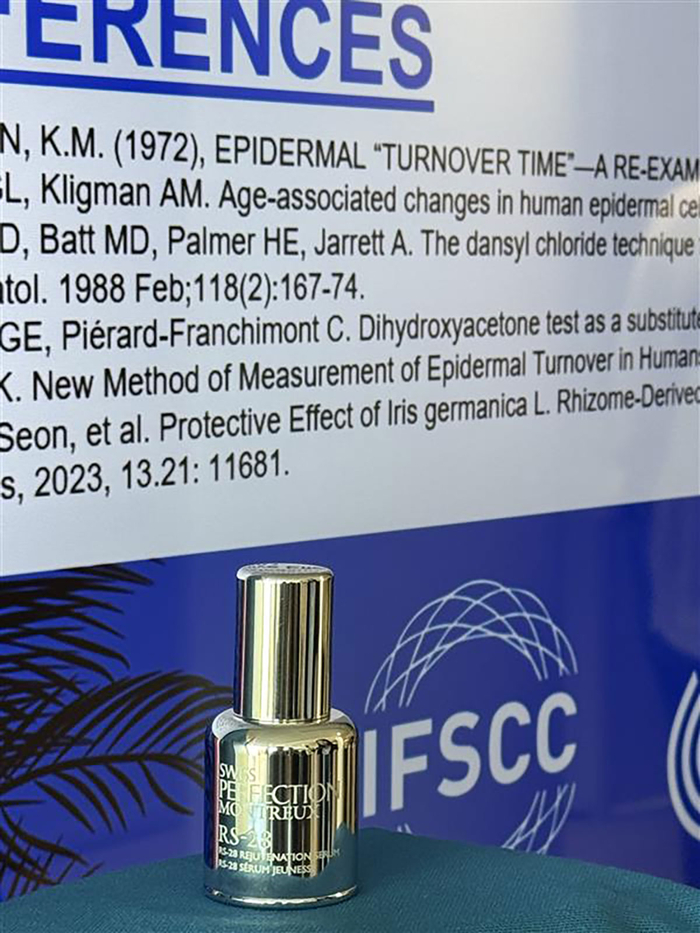 FERENCES
N, K.M. (1972), EPIDERMAL “TURNOVER TIME”—A RE-EXAM
GL, Kligman AM. Age-associated changes in human epidermal cel
D, Batt MD, Palmer HE, Jarrett A. The dansyl chloride technique
atol. 1988 Feb;118(2):167-74.
GE, Piérard-Franchimont C. Dihydroxyacetone test as a substitute
K. New Method of Measurement of Epidermal Turnover in Humans
Seon, et al. Protective Effect of Iris germanica L. Rhizome-Derived
s, 2023, 13.21: 11681.
IFSCC
SWISS
PERFECTION
MONTREUX
RS-28
RS-28 REJUVENATION SERUM
RS-28 SÉRUM JEUNESSE